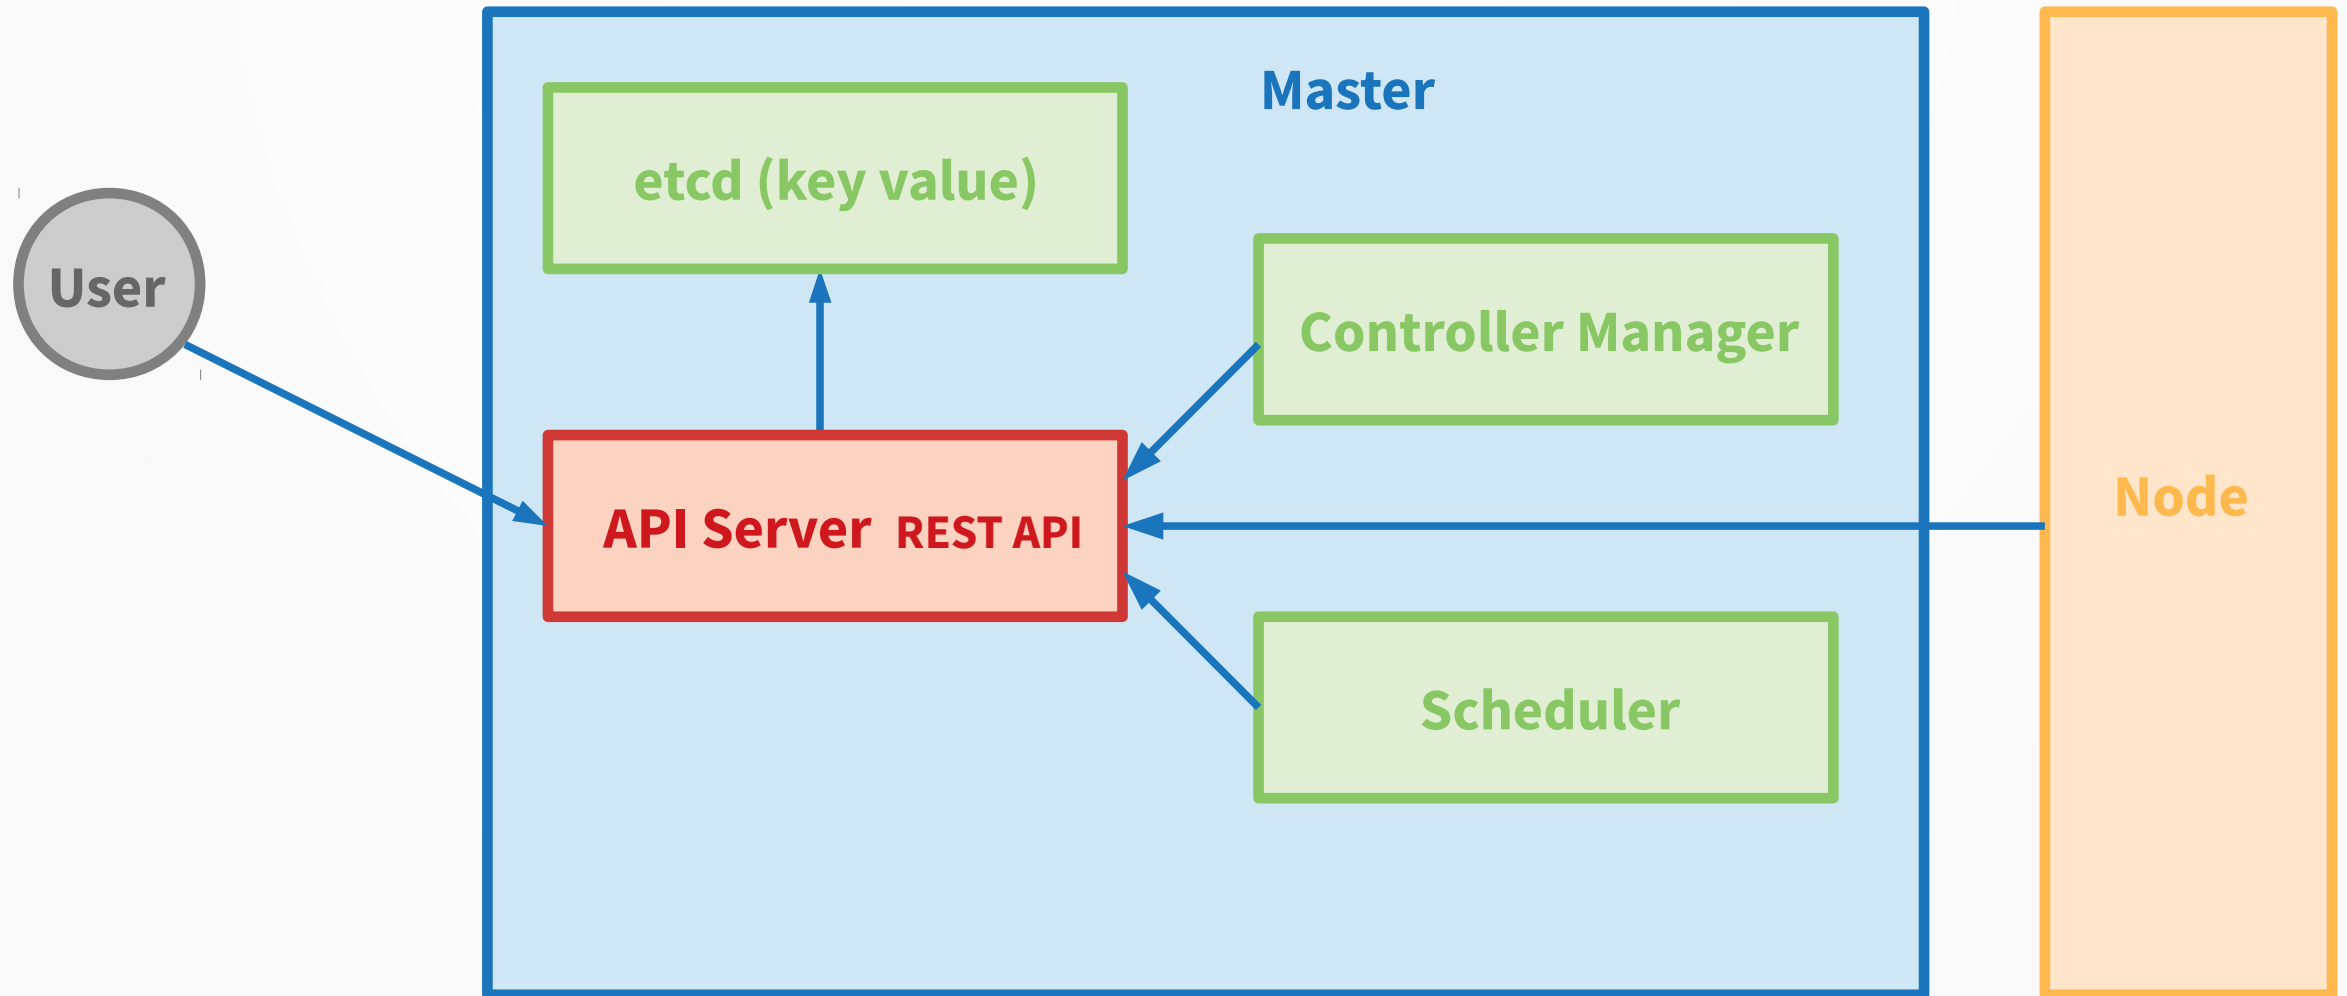 Master
etcd (key value)
User
Controller Manager
API Server REST API
Node
Scheduler